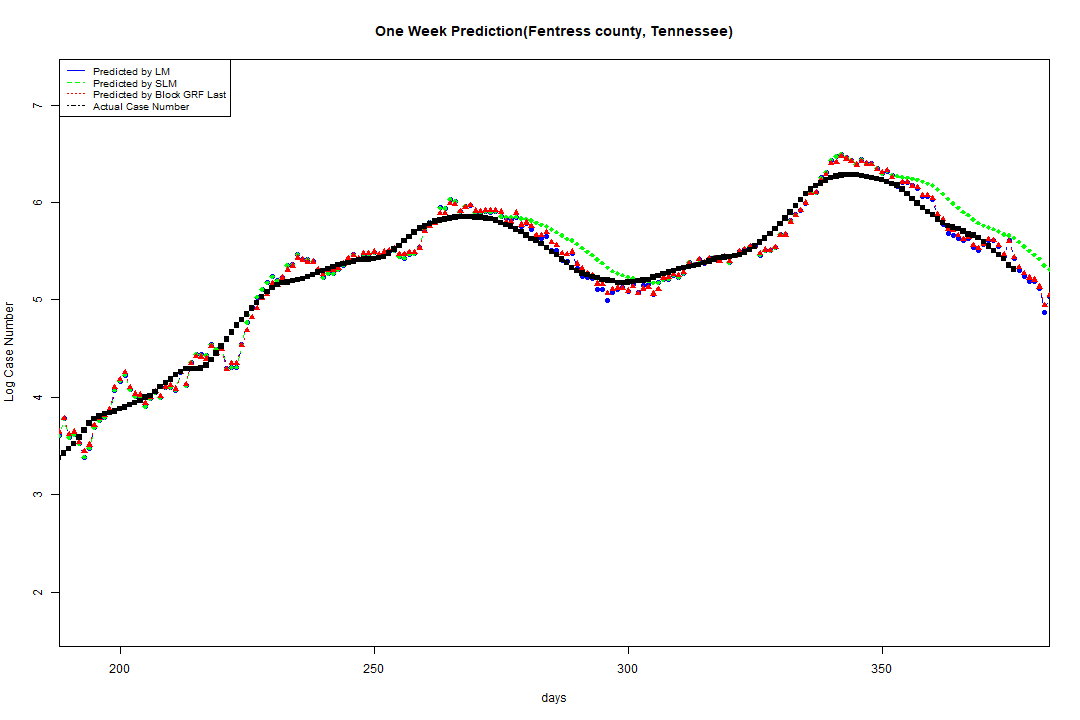 One Week Prediction(Fentress county, Tennessee)
Predicted by LM
Predicted by SLM
Predicted by Block GRF Last
Actual Case Number
7
6
5
4
3
2
Log Case Number
200 250 300 350
days